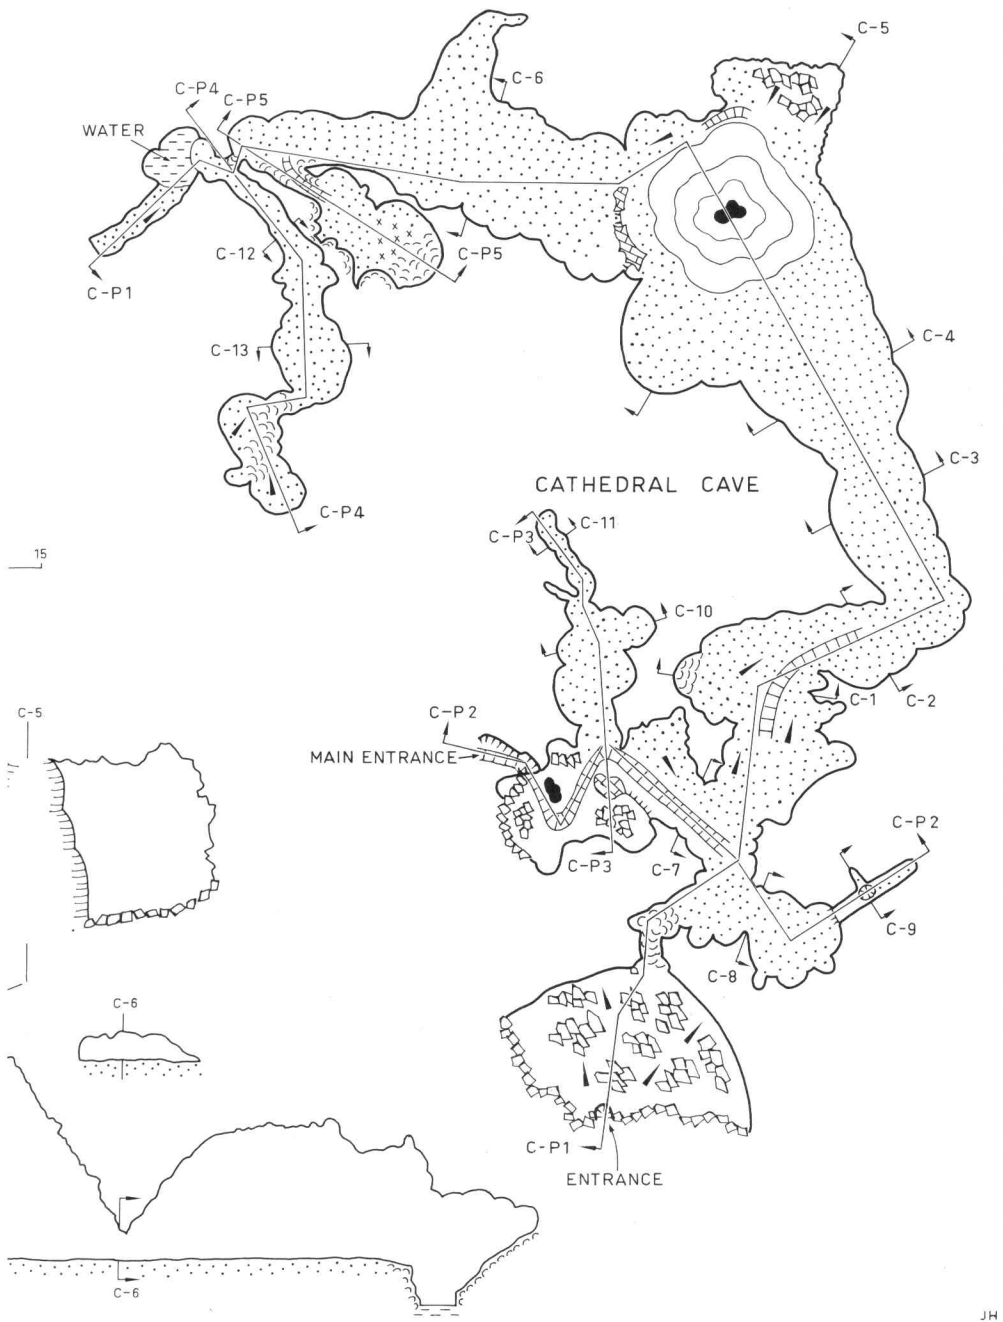 C-5
C-6
C-P4
C-P5
WATER
C-12
C-P5
C-P1
C-4
C-13
C-3
CATHEDRAL CAVE
C-P4
C-11
C-P3
15
C-10
C-1
C-2
C-5
C-P2
MAIN ENTRANCE
C-P2
C-P3
C-7
C-9
C-8
C-6
C-P1
ENTRANCE
C-6
JH